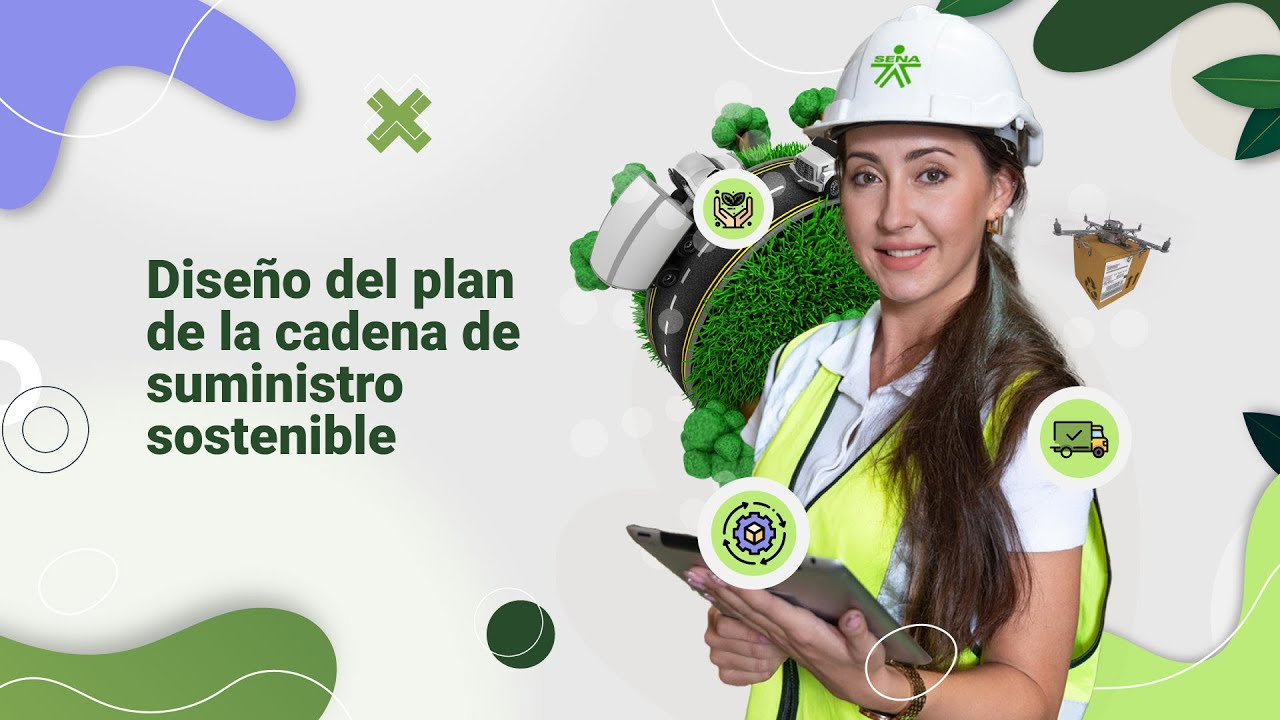 SENA
Diseño del plan
de la cadena de
suministro
sostenible